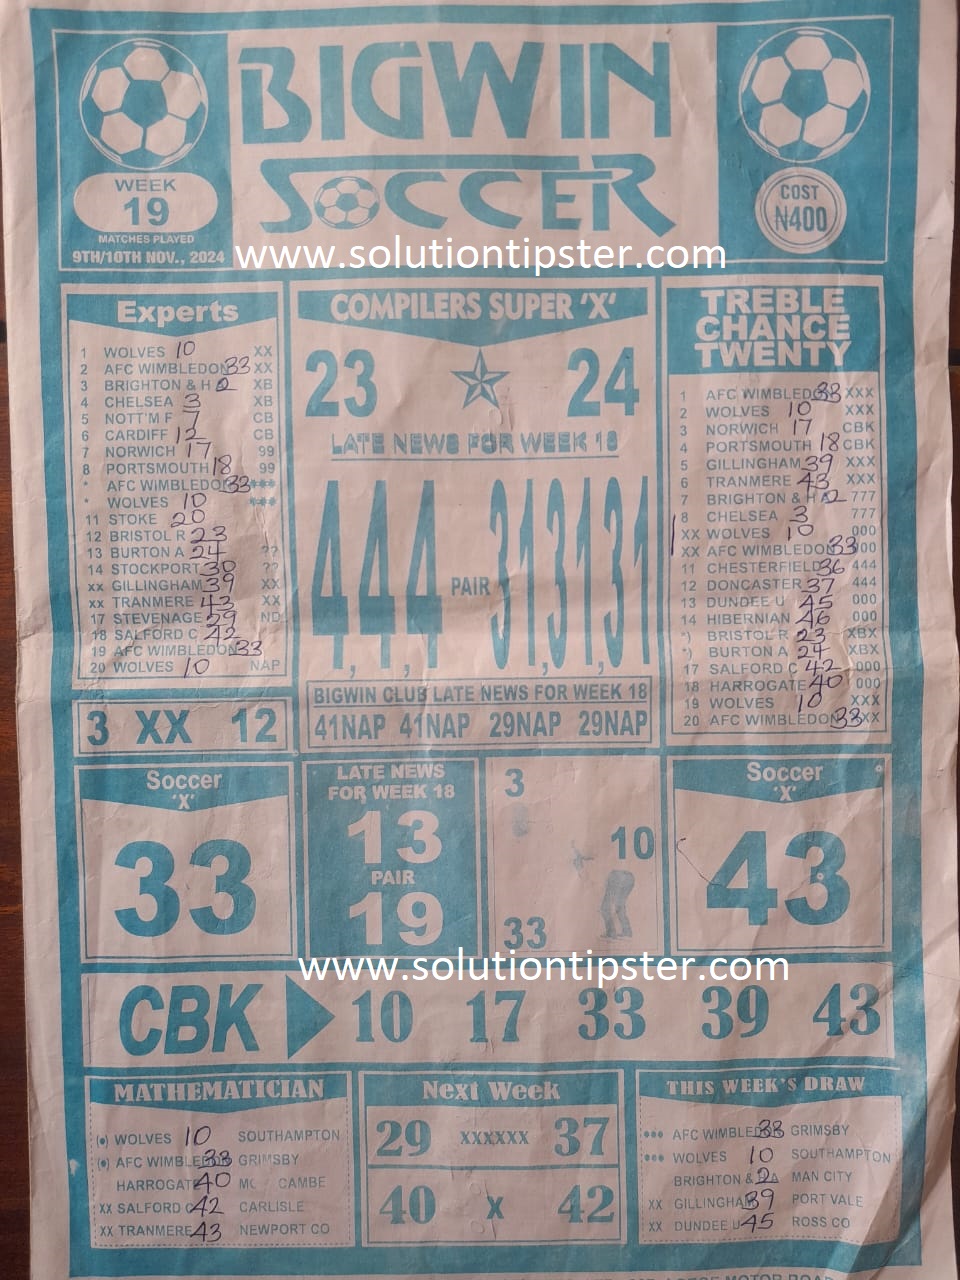 BIGWIN
SOCCER
WEEK
19
MATCHES PLAYED
9TH/10TH NOV., 2024
COST
₦400
www.solutiontipster.com
Experts
1 WOLVES 10 XX
2 AFC WIMBLEDON 33 XX
3 BRIGHTON & H 2 XB
4 CHELSEA 3 XB
5 NOTT'M F 7 CB
6 CARDIFF 12 CB
7 NORWICH 17 99
8 PORTSMOUTH 18 99
* AFC WIMBLEDON 33 ***
* WOLVES 10 ***
11 STOKE 20
12 BRISTOL R 23
13 BURTON A 24 ??
14 STOCKPORT 30 ??
xx GILLINGHAM 39 XX
xx TRANMERE 43 XX
17 STEVENAGE 29 ND
18 SALFORD C 42
19 AFC WIMBLEDON 33
20 WOLVES 10 NAP
3 XX 12
COMPILERS SUPER 'X'
23 24
LATE NEWS FOR WEEK 18
4,4,4 PAIR 31,31,31
BIGWIN CLUB LATE NEWS FOR WEEK 18
41NAP 41NAP 29NAP 29NAP
TREBLE
CHANCE
TWENTY
1 AFC WIMBLEDON 33 XXX
2 WOLVES 10 XXX
3 NORWICH 17 CBK
4 PORTSMOUTH 18 CBK
5 GILLINGHAM 39 XXX
6 TRANMERE 43 XXX
7 BRIGHTON & HA 2 777
8 CHELSEA 3 777
XX WOLVES 10 000
XX AFC WIMBLEDON 33 000
11 CHESTERFIELD 36 444
12 DONCASTER 37 444
13 DUNDEE U 45 000
14 HIBERNIAN 46 000
*) BRISTOL R 23 XBX
*) BURTON A 24 XBX
17 SALFORD C 42 000
18 HARROGATE 40 000
19 WOLVES 10 XXX
20 AFC WIMBLEDON 33 XXX
Soccer
'X'
33
LATE NEWS
FOR WEEK 18
13
PAIR
19
3
10
33
Soccer
'X'
43
www.solutiontipster.com
CBK 10 17 33 39 43
MATHEMATICIAN
(•) WOLVES 10 SOUTHAMPTON
(•) AFC WIMBLEDON 33 GRIMSBY
HARROGATE 40 CAMBE
XX SALFORD C 42 CARLISLE
XX TRANMERE 43 NEWPORT CO
Next Week
29 XXXXXX 37
40 X 42
THIS WEEK'S DRAW
••• AFC WIMBLEDON 33 GRIMSBY
••• WOLVES 10 SOUTHAMPTON
BRIGHTON & HA 2 MAN CITY
XX GILLINGHAM 39 PORT VALE
XX DUNDEE U 45 ROSS CO